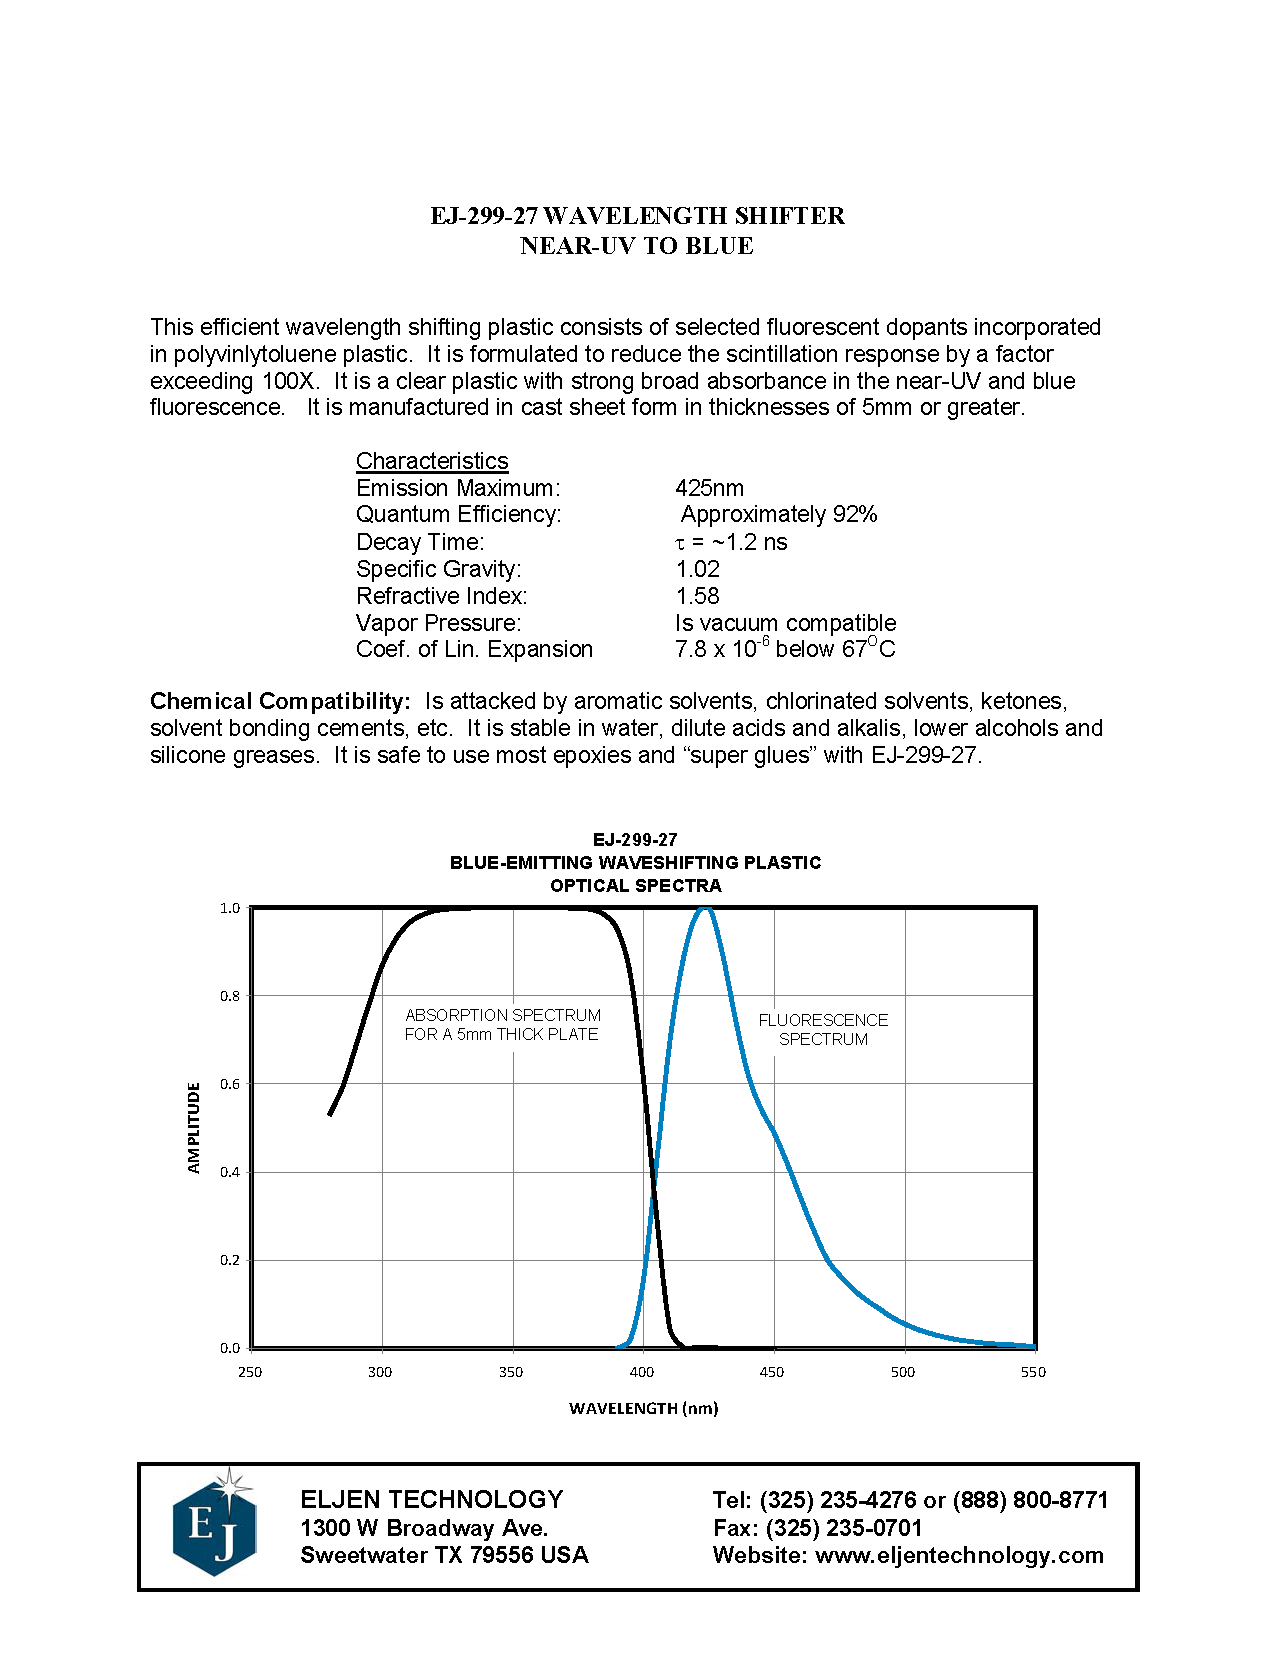 EJ-299-27 WAVELENGTH SHIFTER
NEAR-UV TO BLUE
This efficient wavelength shifting plastic consists of selected fluorescent dopants incorporated
in polyvinlytoluene plastic.  It is formulated to reduce the scintillation response by a factor
exceeding 100X.  It is a clear plastic with strong broad absorbance in the near-UV and blue
fluorescence.   It is manufactured in cast sheet form in thicknesses of 5mm or greater.
Characteristics
Emission Maximum: 425nm
Quantum Efficiency: Approximately 92%
Decay Time: τ = ~1.2 ns
Specific Gravity: 1.02
Refractive Index: 1.58
Vapor Pressure: Is vacuum compatible
Coef. of Lin. Expansion 7.8 x 10⁻⁶ below 67ᴼC
Chemical Compatibility:  Is attacked by aromatic solvents, chlorinated solvents, ketones,
solvent bonding cements, etc.  It is stable in water, dilute acids and alkalis, lower alcohols and
silicone greases.  It is safe to use most epoxies and “super glues” with EJ-299-27.
EJ-299-27
BLUE-EMITTING WAVESHIFTING PLASTIC
OPTICAL SPECTRA
1.0
0.8
ABSORPTION SPECTRUM
FOR A 5mm THICK PLATE
FLUORESCENCE
SPECTRUM
0.6
AMPLITUDE
0.4
0.2
0.0
250 300 350 400 450 500 550
WAVELENGTH (nm)
EJ
ELJEN TECHNOLOGY
1300 W Broadway Ave.
Sweetwater TX 79556 USA
Tel: (325) 235-4276 or (888) 800-8771
Fax: (325) 235-0701
Website: www.eljentechnology.com